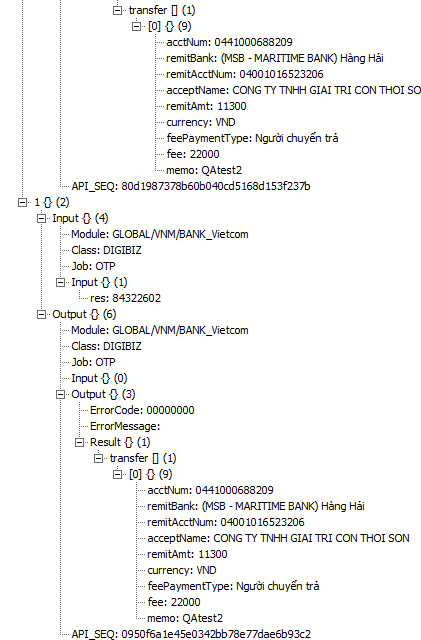 transfer [] (1)
[0] {} (9)
acctNum: 0441000688209
remitBank: (MSB - MARITIME BANK) Hàng Hải
remitAcctNum: 04001016523206
acceptName: CONG TY TNHH GIAI TRI CON THOI SO
remitAmt: 11300
currency: VND
feePaymentType: Người chuyển trả
fee: 22000
memo: QAtest2
API_SEQ: 80d1987378b60b040cd5168d153f237b
1 {} (2)
Input {} (4)
Module: GLOBAL/VNM/BANK_Vietcom
Class: DIGIBIZ
Job: OTP
Input {} (1)
res: 84322602
Output {} (6)
Module: GLOBAL/VNM/BANK_Vietcom
Class: DIGIBIZ
Job: OTP
Input {} (0)
Output {} (3)
ErrorCode: 00000000
ErrorMessage:
Result {} (1)
transfer [] (1)
[0] {} (9)
acctNum: 0441000688209
remitBank: (MSB - MARITIME BANK) Hàng Hải
remitAcctNum: 04001016523206
acceptName: CONG TY TNHH GIAI TRI CON THOI SON
remitAmt: 11300
currency: VND
feePaymentType: Người chuyển trả
fee: 22000
memo: QAtest2
API_SEQ: 0950f6a1e45e0342bb78e77dae6b93c2